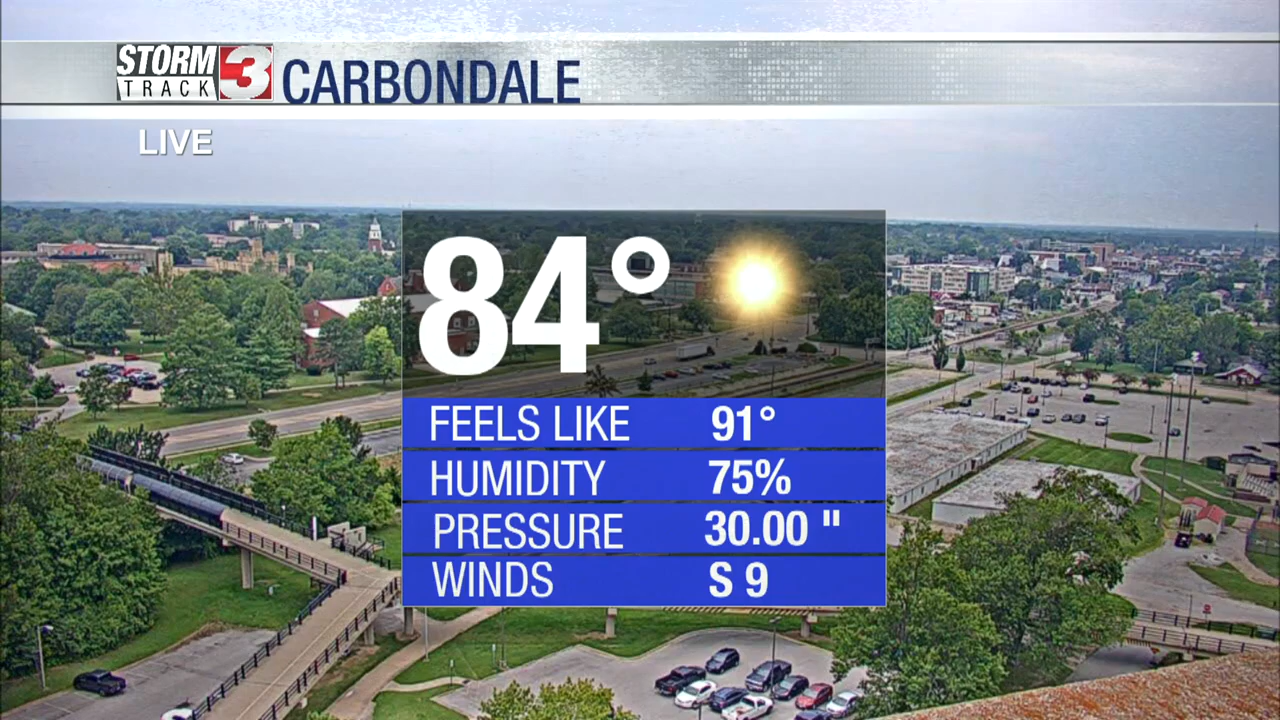 STORM
TRACK 3
CARBONDALE
LIVE
84°
FEELS LIKE 91°
HUMIDITY 75%
PRESSURE 30.00 "
WINDS S 9